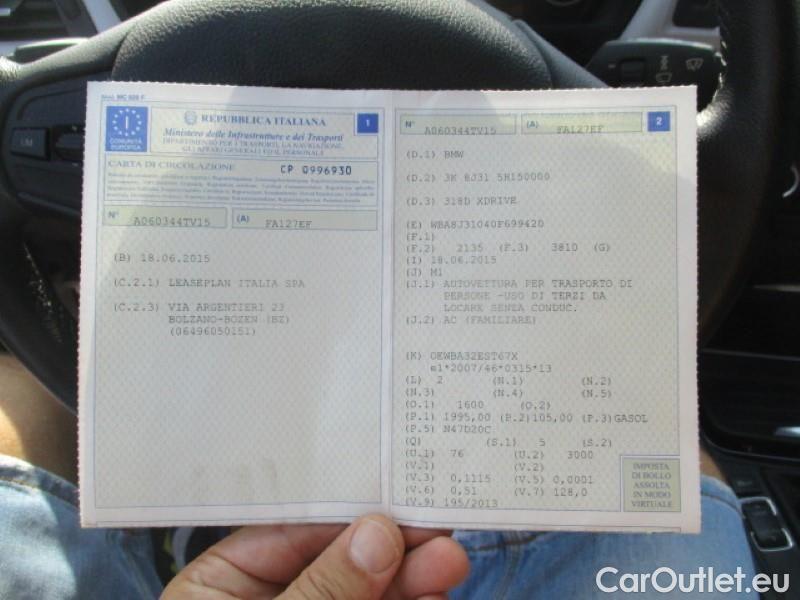 Mod. MC 820 F
COMUNITÀ
EUROPEA
REPUBBLICA ITALIANA
Ministero delle Infrastrutture e dei Trasporti
DIPARTIMENTO PER I TRASPORTI, LA NAVIGAZIONE,
GLI AFFARI GENERALI ED IL PERSONALE
1
CARTA DI CIRCOLAZIONE CP 0996930
N° A060344TV15 (A) FA127EF
(B) 18.06.2015
(C.2.1) LEASEPLAN ITALIA SPA
(C.2.3) VIA ARGENTIERI 23
BOLZANO-BOZEN (BZ)
(06496050151)
N° A060344TV15 (A) FA127EF 2
(D.1) BMW
(D.2) 3K 8J31 5H150000
(D.3) 318D XDRIVE
(E) WBA8J31040F699420
(F.1)
(F.2) 2135 (F.3) 3810 (G)
(I) 18.06.2015
(J) M1
(J.1) AUTOVETTURA PER TRASPORTO DI
PERSONE -USO DI TERZI DA
LOCARE SENZA CONDUC.
(J.2) AC (FAMILIARE)
(K) OEWBA32EST67X
e1*2007/46*0315*13
(L) 2 (N.1) (N.2)
(N.3) (N.4) (N.5)
(O.1) 1600 (O.2)
(P.1) 1995,00 (P.2)105,00 (P.3)GASOL
(P.5) N47D20C
(Q) (S.1) 5 (S.2)
(U.1) 76 (U.2) 3000
(V.1) (V.2)
(V.3) 0,1115 (V.5) 0,0001
(V.6) 0,51 (V.7) 128,0
(V.9) 195/2013
IMPOSTA
DI BOLLO
ASSOLTA
IN MODO
VIRTUALE
CarOutlet.eu